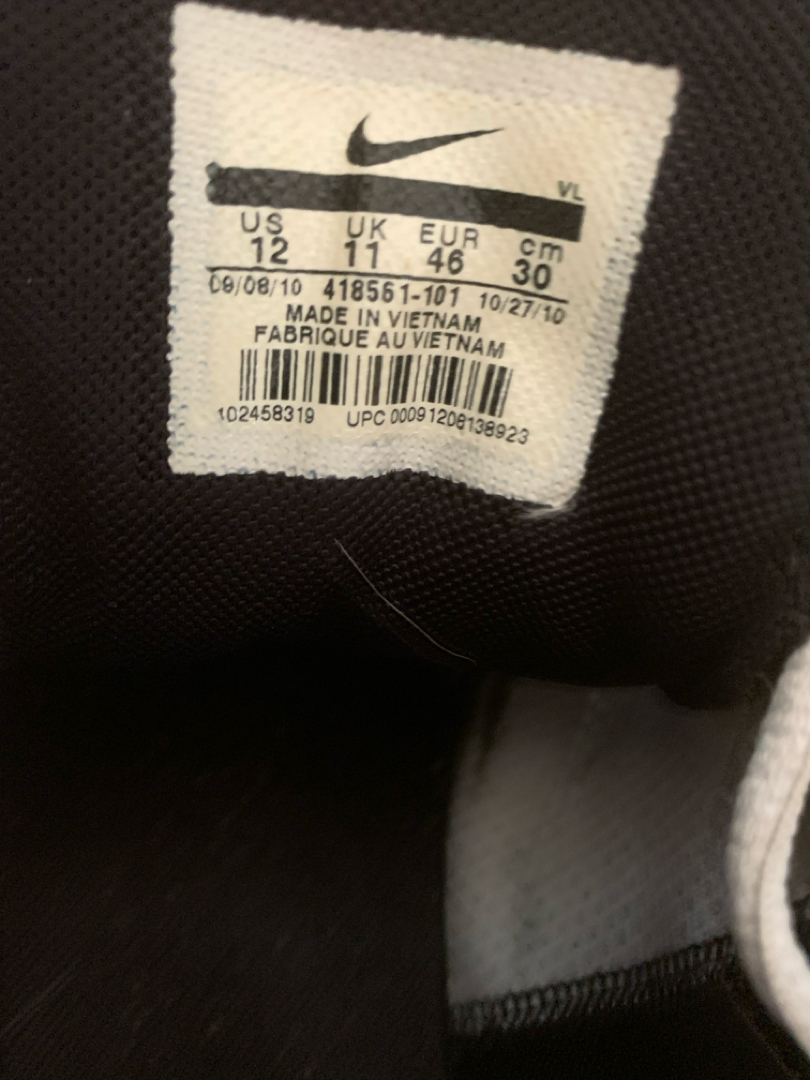 VL
US UK EUR cm
12 11 46 30
09/08/10 418561-101 10/27/10
MADE IN VIETNAM
FABRIQUE AU VIETNAM
102458319 UPC 00091208138923